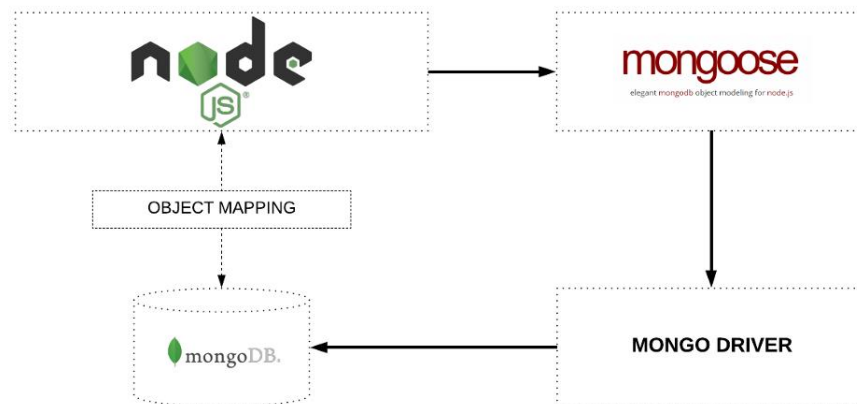 node
JS®
mongoose
elegant mongodb object modeling for node.js
OBJECT MAPPING
mongoDB.
MONGO DRIVER